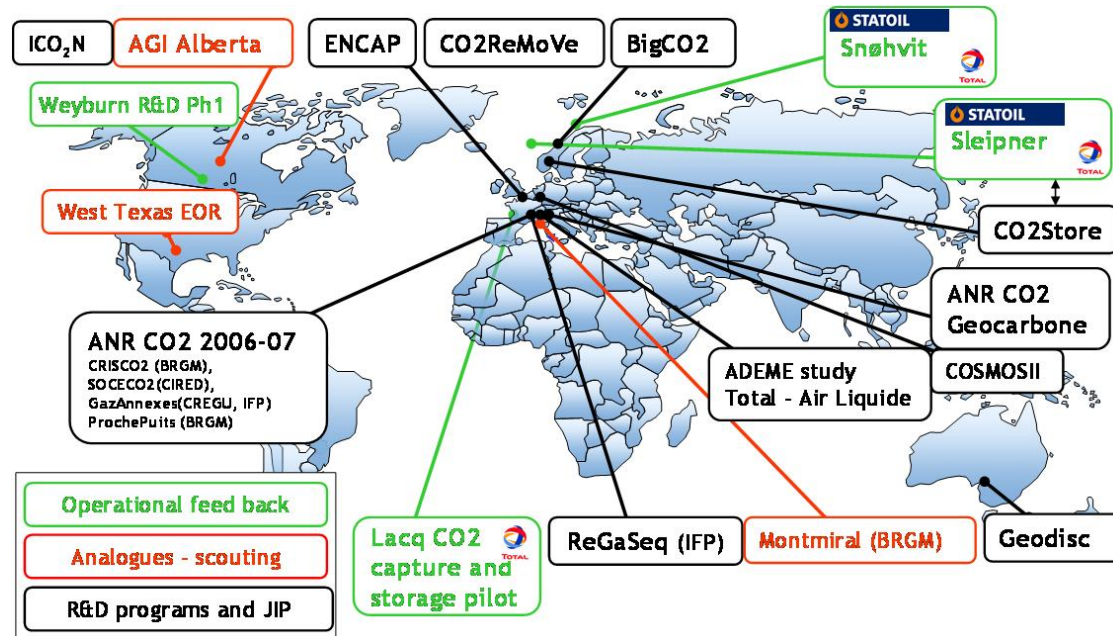 ICO₂N
AGI Alberta
ENCAP
CO2ReMoVe
BigCO2
STATOIL
Snøhvit
TOTAL
Weyburn R&D Ph1
STATOIL
Sleipner
TOTAL
West Texas EOR
CO2Store
ANR CO2
Geocarbone
ANR CO2 2006-07
CRISCO2 (BRGM),
SOCECO2(CIRED),
GazAnnexes(CREGU, IFP)
ProchePuits (BRGM)
ADEME study
Total - Air Liquide
COSMOSII
Operational feed back
Analogues - scouting
R&D programs and JIP
Lacq CO2
capture and
storage pilot
TOTAL
ReGaSeq (IFP)
Montmiral (BRGM)
Geodisc